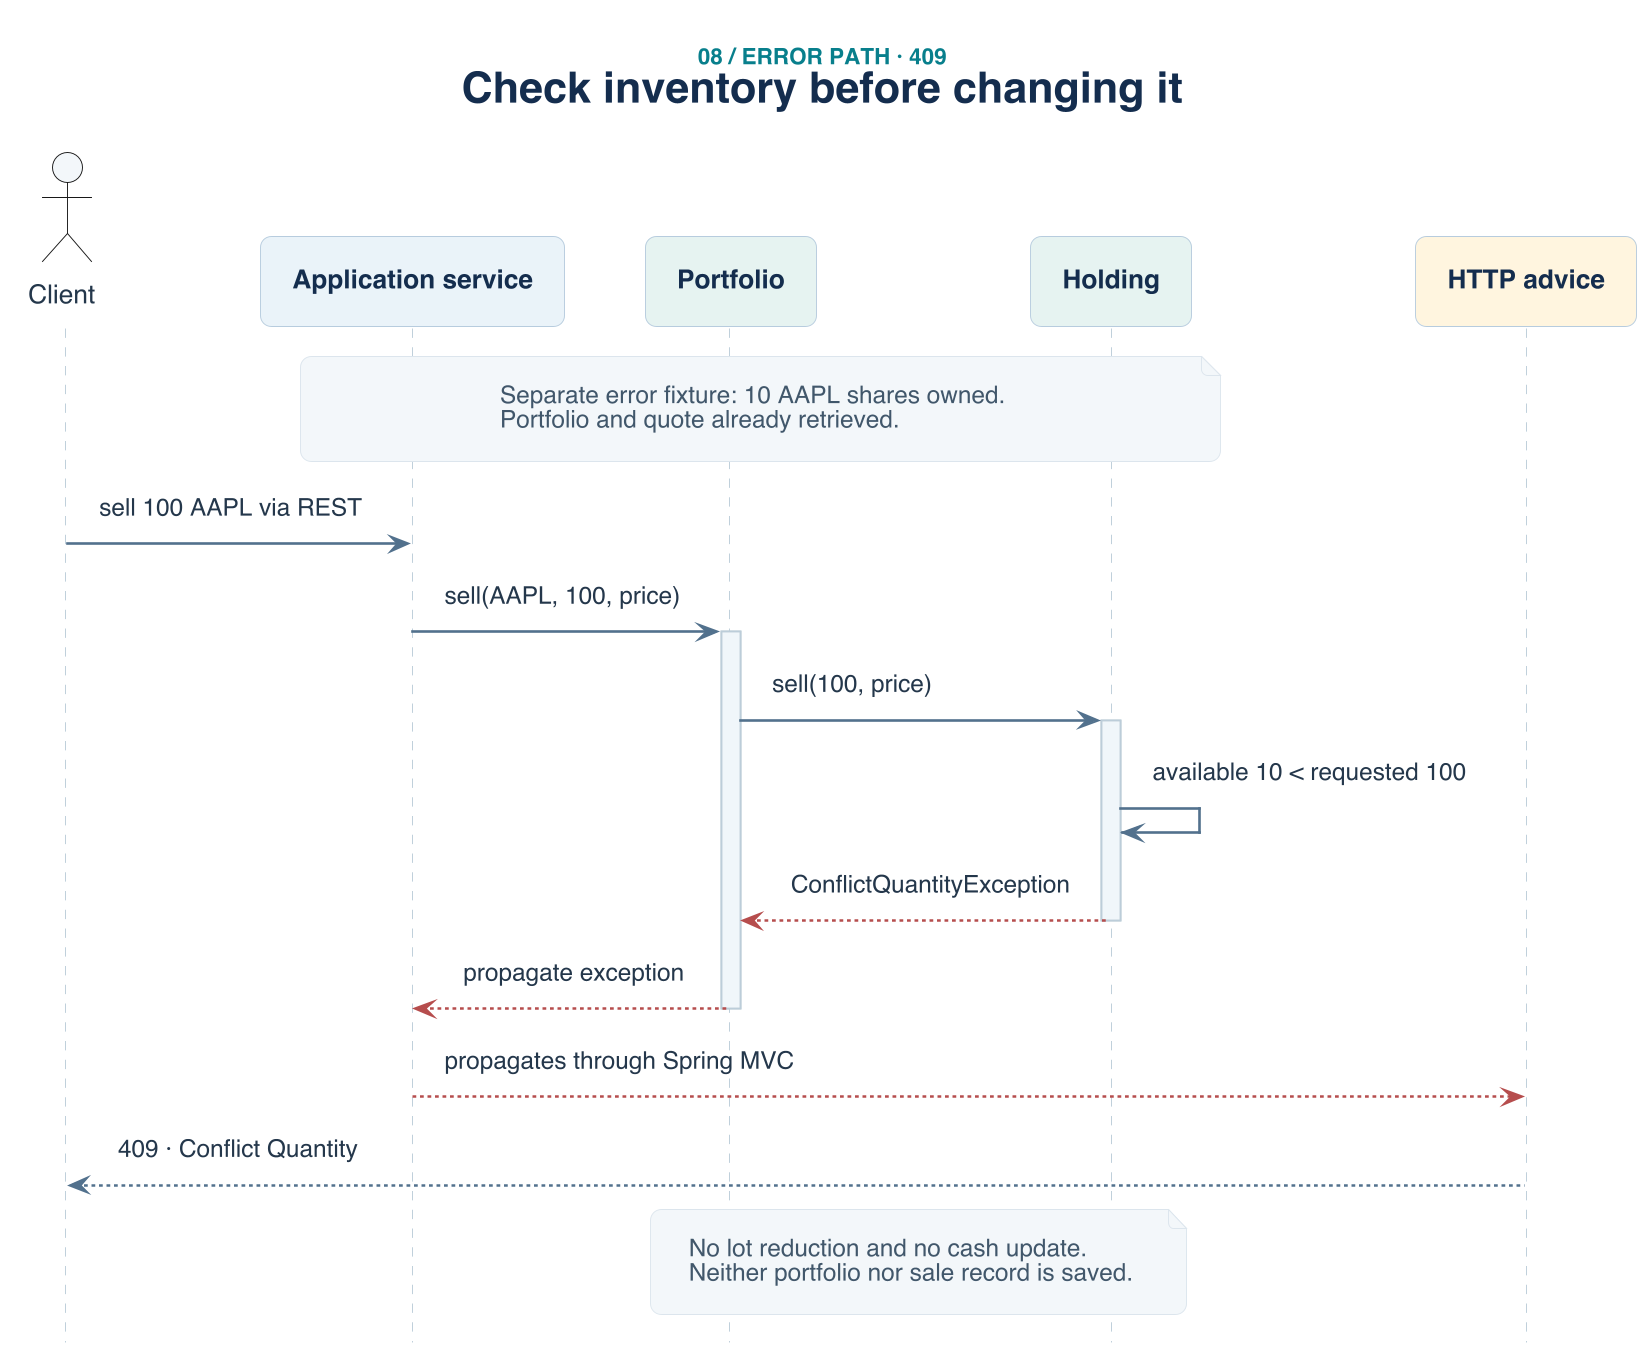 08 / ERROR PATH · 409
Check inventory before changing it
Client
Application service
Portfolio
Holding
HTTP advice
Separate error fixture: 10 AAPL shares owned.
Portfolio and quote already retrieved.
sell 100 AAPL via REST
sell(AAPL, 100, price)
sell(100, price)
available 10 < requested 100
ConflictQuantityException
propagate exception
propagates through Spring MVC
409 · Conflict Quantity
No lot reduction and no cash update.
Neither portfolio nor sale record is saved.